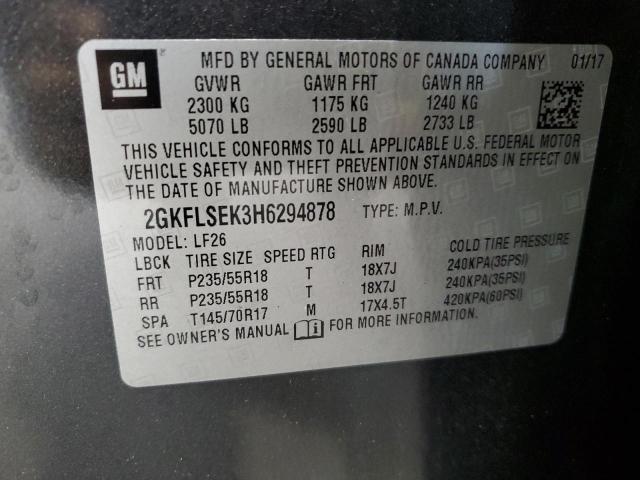 GM
MFD BY GENERAL MOTORS OF CANADA COMPANY 01/17
GVWR GAWR FRT GAWR RR
2300 KG 1175 KG 1240 KG
5070 LB 2590 LB 2733 LB
THIS VEHICLE CONFORMS TO ALL APPLICABLE U.S. FEDERAL MOTOR
VEHICLE SAFETY AND THEFT PREVENTION STANDARDS IN EFFECT ON
THE DATE OF MANUFACTURE SHOWN ABOVE.
2GKFLSEK3H6294878 TYPE: M.P.V.
MODEL: LF26
LBCK TIRE SIZE SPEED RTG RIM COLD TIRE PRESSURE
FRT P235/55R18 T 18X7J 240KPA(35PSI)
RR P235/55R18 T 18X7J 240KPA(35PSI)
SPA T145/70R17 M 17X4.5T 420KPA(60PSI)
SEE OWNER'S MANUAL FOR MORE INFORMATION.